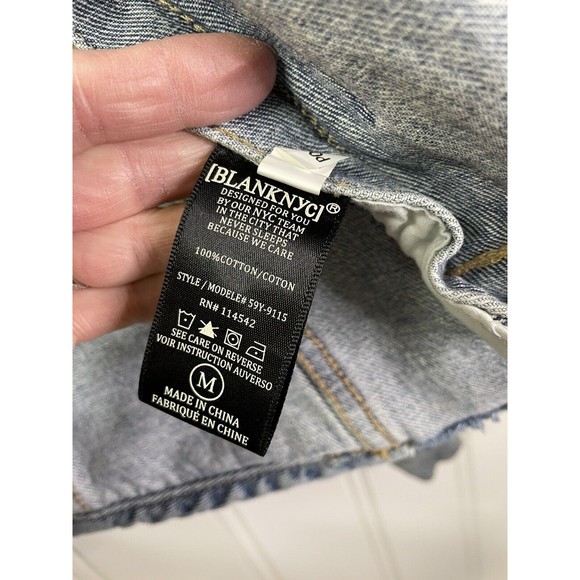 [BLANKNYC]®
DESIGNED FOR YOU
BY OUR NYC TEAM
IN THE CITY THAT
NEVER SLEEPS
BECAUSE WE CARE
100%COTTON/COTON
STYLE / MODELE# 59Y-9115
RN# 114542
SEE CARE ON REVERSE
VOIR INSTRUCTION AUVERSO
M
MADE IN CHINA
FABRIQUÉ EN CHINE